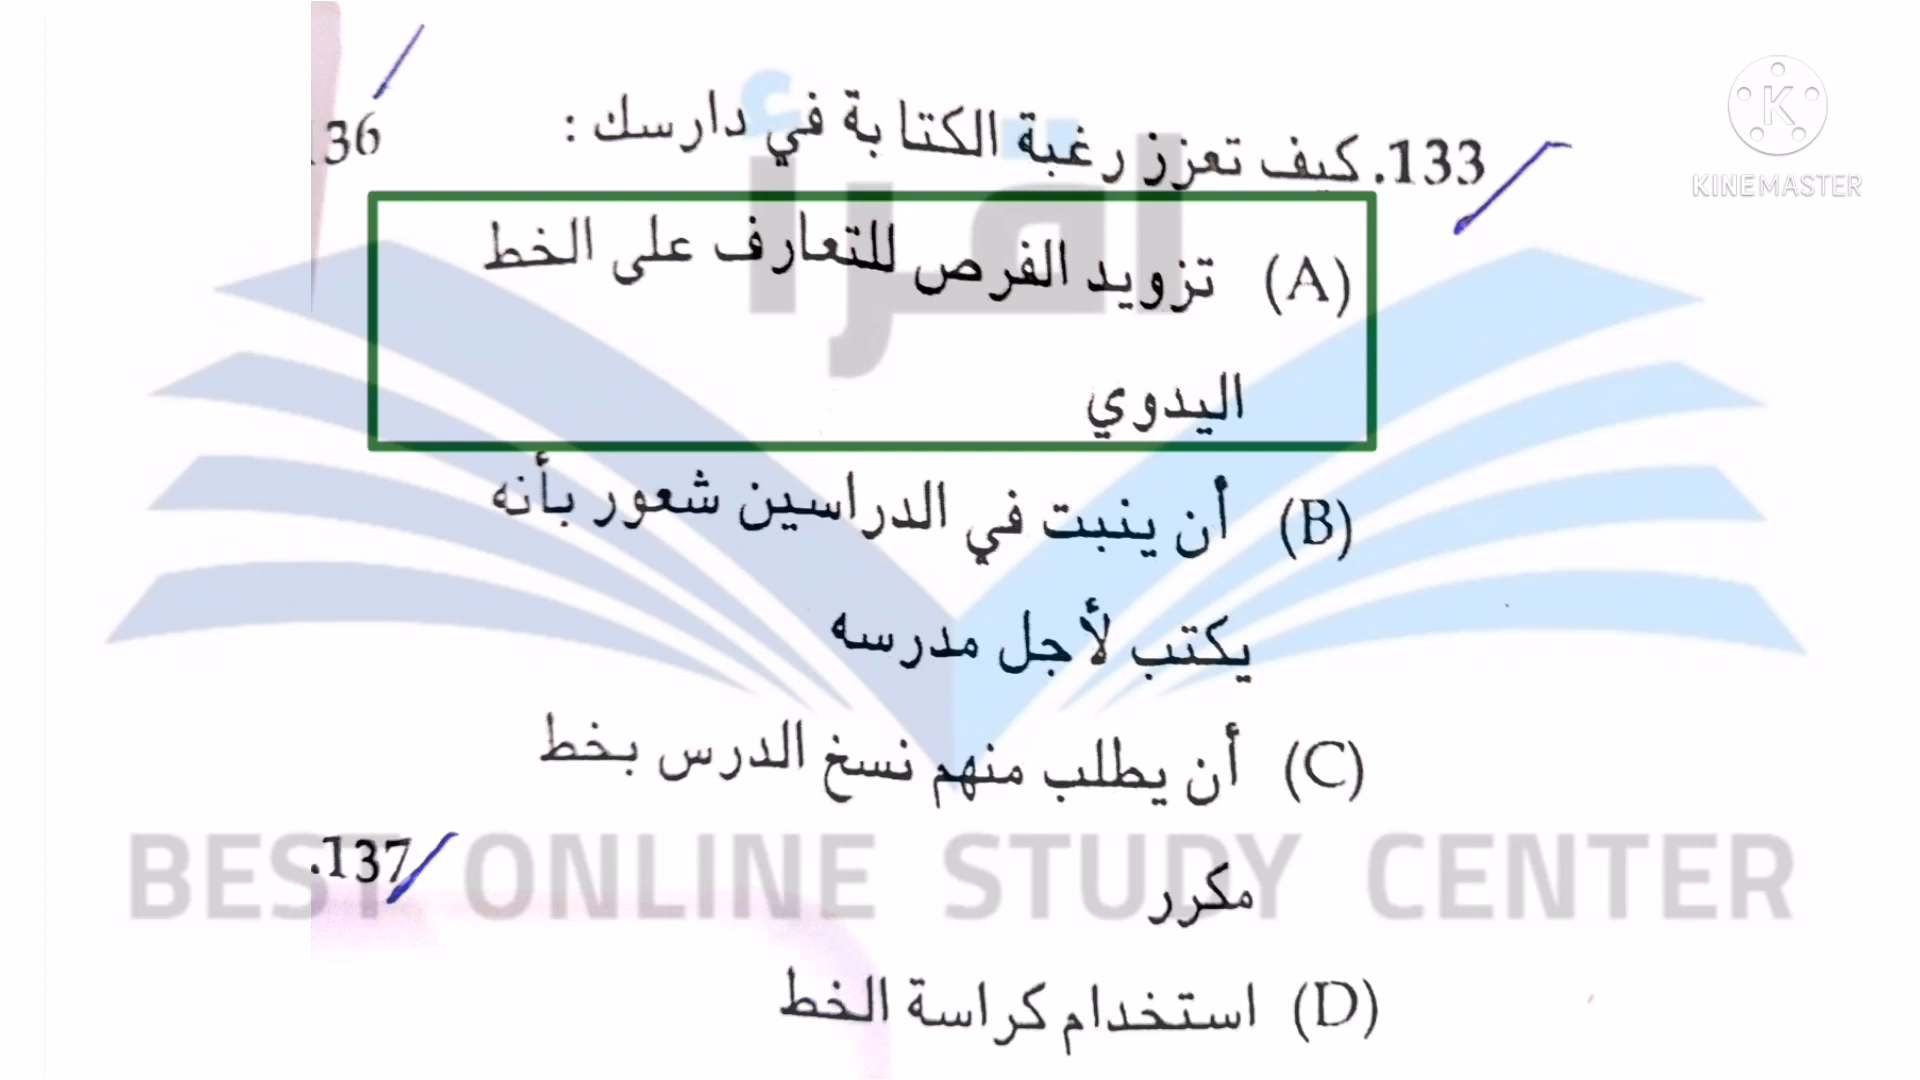 133. كيف تعزز رغبة الكتابة في دارسك :
(A) تزويد الفرص للتعارف على الخط
اليدوي
(B) أن ينبت في الدراسين شعور بأنه
يكتب لأجل مدرسه
(C) أن يطلب منهم نسخ الدرس بخط
مكرر
(D) استخدام كراسة الخط
136
.137
اقرأ
BEST ONLINE STUDY CENTER
K
KINEMASTER